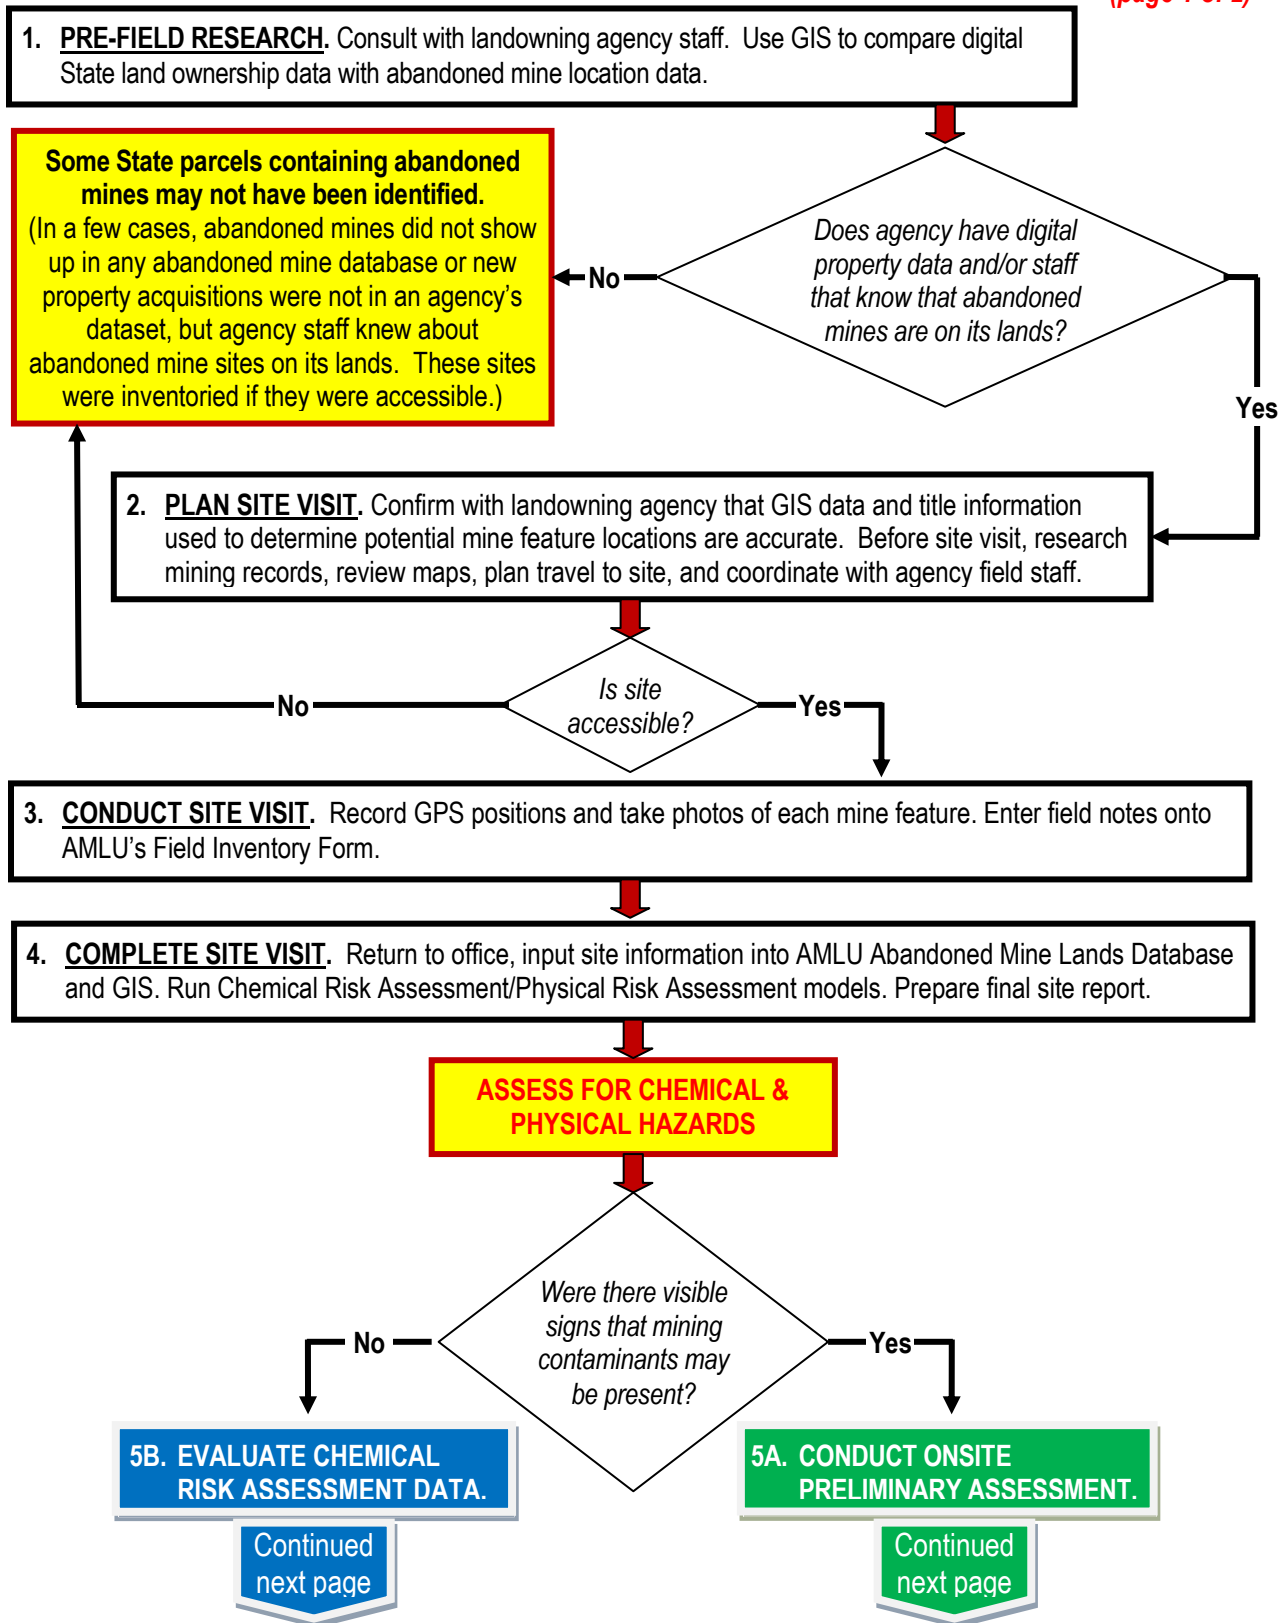 (page 1 of 2)
1. PRE-FIELD RESEARCH. Consult with landowning agency staff. Use GIS to compare digital
State land ownership data with abandoned mine location data.
Some State parcels containing abandoned
mines may not have been identified.
(In a few cases, abandoned mines did not show
up in any abandoned mine database or new
property acquisitions were not in an agency's
dataset, but agency staff knew about
abandoned mine sites on its lands. These sites
were inventoried if they were accessible.)
No
Does agency have digital
property data and/or staff
that know that abandoned
mines are on its lands?
Yes
2. PLAN SITE VISIT. Confirm with landowning agency that GIS data and title information
used to determine potential mine feature locations are accurate. Before site visit, research
mining records, review maps, plan travel to site, and coordinate with agency field staff.
No
Is site
accessible?
Yes
3. CONDUCT SITE VISIT. Record GPS positions and take photos of each mine feature. Enter field notes onto
AMLU's Field Inventory Form.
4. COMPLETE SITE VISIT. Return to office, input site information into AMLU Abandoned Mine Lands Database
and GIS. Run Chemical Risk Assessment/Physical Risk Assessment models. Prepare final site report.
ASSESS FOR CHEMICAL &
PHYSICAL HAZARDS
Were there visible
signs that mining
contaminants may
be present?
No
Yes
5B. EVALUATE CHEMICAL
RISK ASSESSMENT DATA.
Continued
next page
5A. CONDUCT ONSITE
PRELIMINARY ASSESSMENT.
Continued
next page